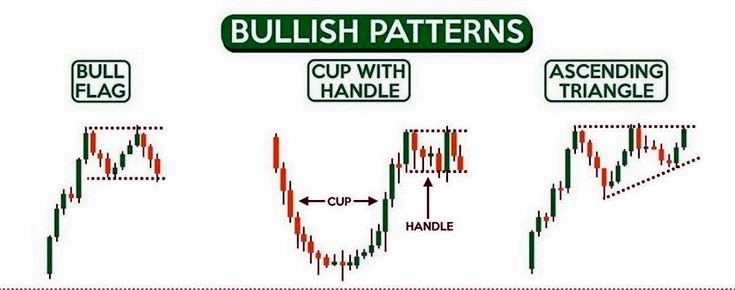 BULLISH PATTERNS
BULL
FLAG
CUP WITH
HANDLE
ASCENDING
TRIANGLE
CUP
HANDLE